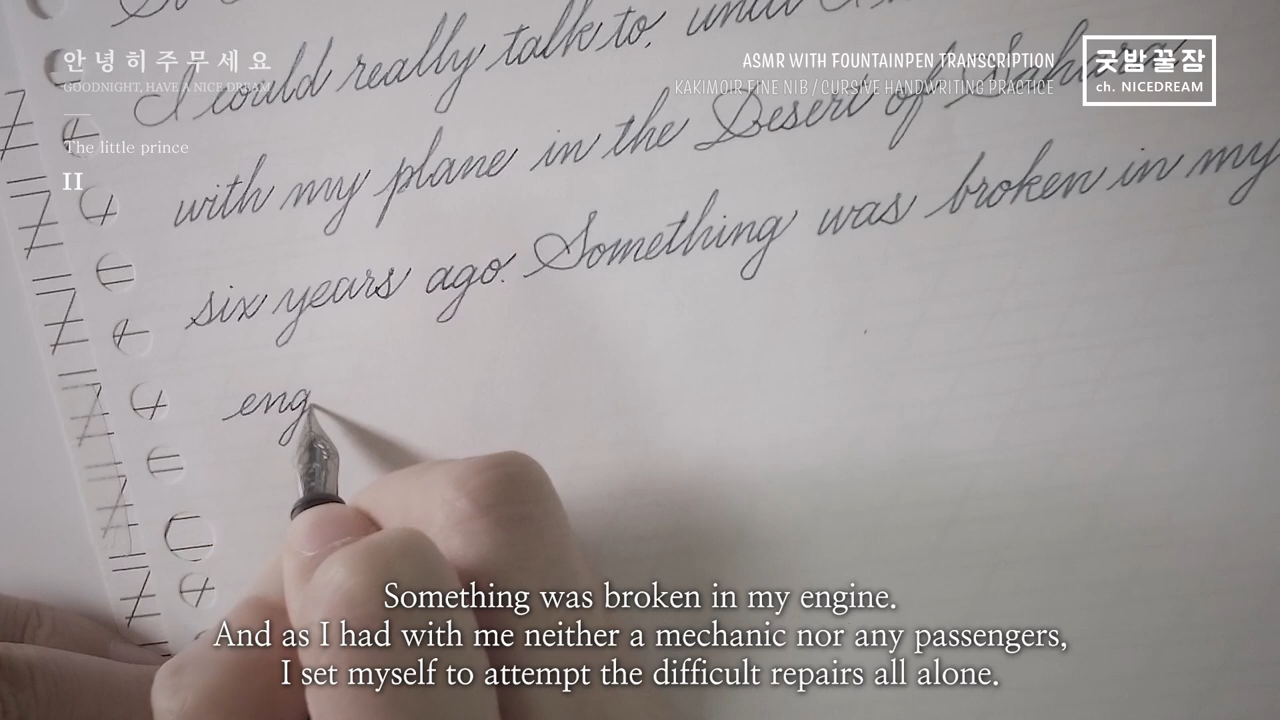 안녕히주무세요
GOODNIGHT, HAVE A NICE DREAM
The little prince
II
ASMR WITH FOUNTAINPEN TRANSCRIPTION
KAKIMOIR FINE NIB / CURSIVE HANDWRITING PRACTICE
굿밤꿀잠
ch. NICEDREAM
I could really talk to, until I
with my plane in the Desert of Sahara
six years ago. Something was broken in my
eng
Something was broken in my engine.
And as I had with me neither a mechanic nor any passengers,
I set myself to attempt the difficult repairs all alone.